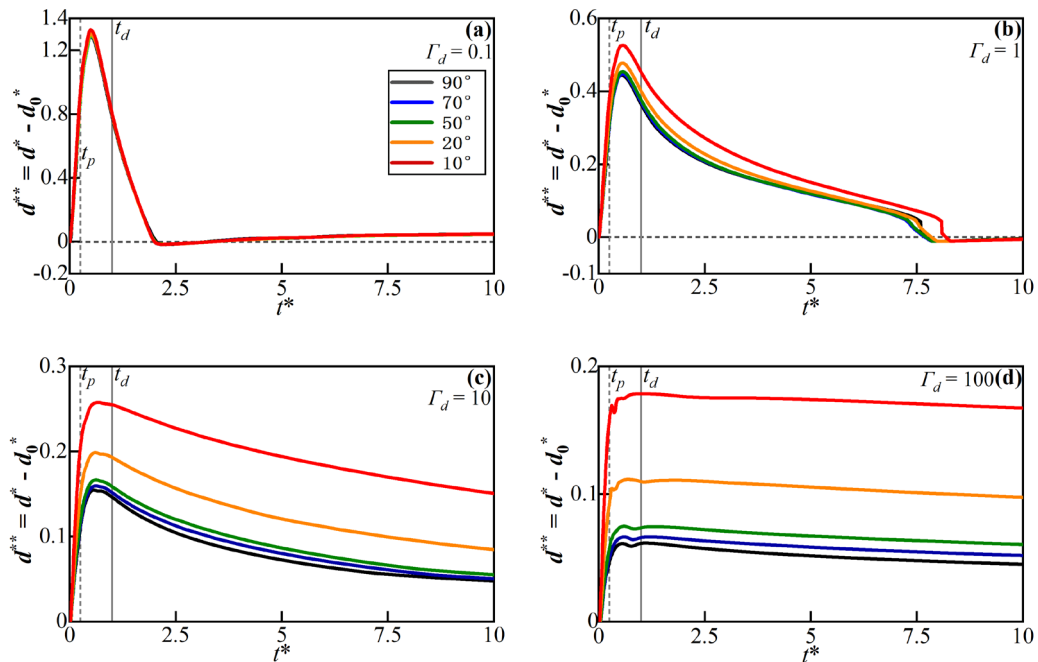 1.4
1.2
0.8
0.4
0
-0.2
t_p
t_d
(a)
Γ_d = 0.1
90°
70°
50°
20°
10°
0
2.5
5
7.5
10
t*
d** = d* - d_0*
0.6
0.4
0.2
0
-0.1
t_p
t_d
(b)
Γ_d = 1
0
2.5
5
7.5
10
t*
d** = d* - d_0*
0.3
0.2
0.1
0
t_p
t_d
(c)
Γ_d = 10
0
2.5
5
7.5
10
t*
d** = d* - d_0*
0.2
0.1
0
t_p
t_d
Γ_d = 100(d)
0
2.5
5
7.5
10
t*
d** = d* - d_0*